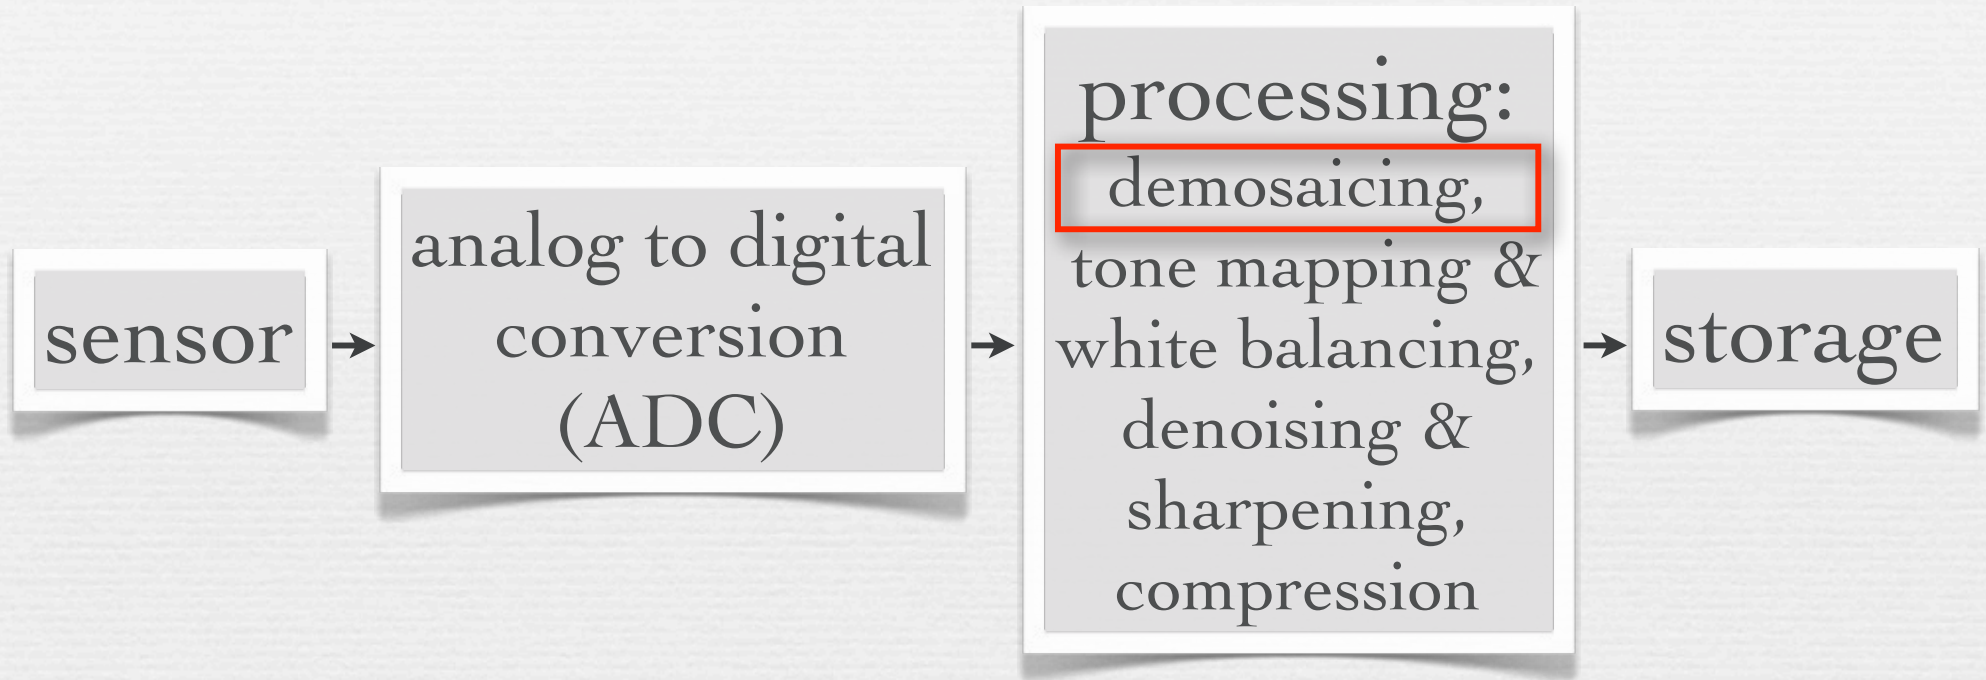 sensor
analog to digital
conversion
(ADC)
processing:
demosaicing,
tone mapping &
white balancing,
denoising &
sharpening,
compression
storage